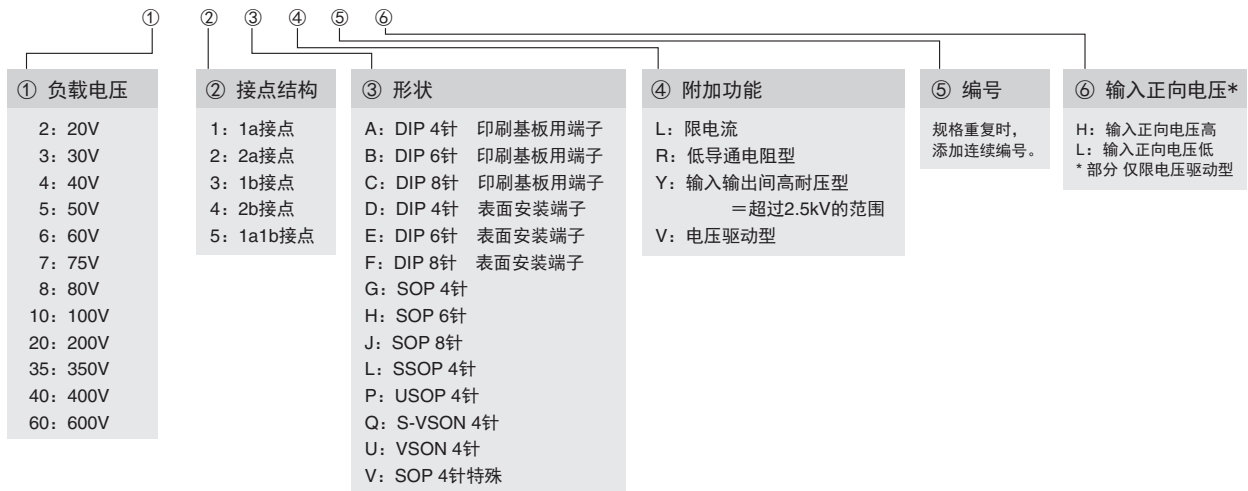 ① ② ③ ④ ⑤ ⑥
① 负载电压
2：20V
3：30V
4：40V
5：50V
6：60V
7：75V
8：80V
10：100V
20：200V
35：350V
40：400V
60：600V
② 接点结构
1：1a接点
2：2a接点
3：1b接点
4：2b接点
5：1a1b接点
③ 形状
A：DIP 4针 印刷基板用端子
B：DIP 6针 印刷基板用端子
C：DIP 8针 印刷基板用端子
D：DIP 4针 表面安装端子
E：DIP 6针 表面安装端子
F：DIP 8针 表面安装端子
G：SOP 4针
H：SOP 6针
J：SOP 8针
L：SSOP 4针
P：USOP 4针
Q：S-VSON 4针
U：VSON 4针
V：SOP 4针特殊
④ 附加功能
L：限电流
R：低导通电阻型
Y：输入输出间高耐压型
＝超过2.5kV的范围
V：电压驱动型
⑤ 编号
规格重复时，
添加连续编号。
⑥ 输入正向电压*
H：输入正向电压高
L：输入正向电压低
* 部分 仅限电压驱动型